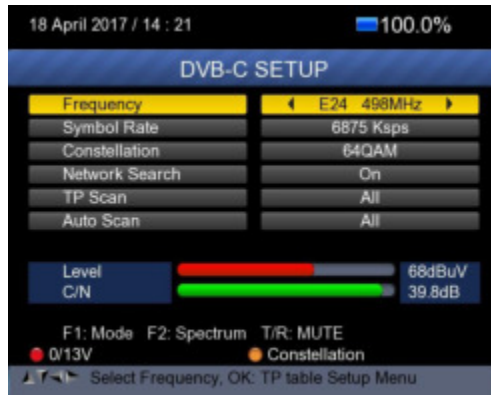 18 April 2017 / 14 : 21 100.0%
DVB-C SETUP
Frequency E24 498MHz
Symbol Rate 6875 Ksps
Constellation 64QAM
Network Search On
TP Scan All
Auto Scan All
Level 68dBuV
C/N 39.8dB
F1: Mode F2: Spectrum T/R: MUTE
0/13V Constellation
Select Frequency, OK: TP table Setup Menu